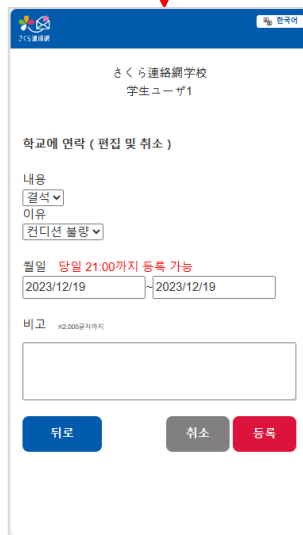 さくら連絡網
한국어
さくら連絡網学校
学生ユーザ1
학교에 연락 ( 편집 및 취소 )
내용
결석
이유
컨디션 불량
월일 당일 21:00까지 등록 가능
2023/12/19 ~ 2023/12/19
비고 ※2,000글자까지
뒤로 취소 등록